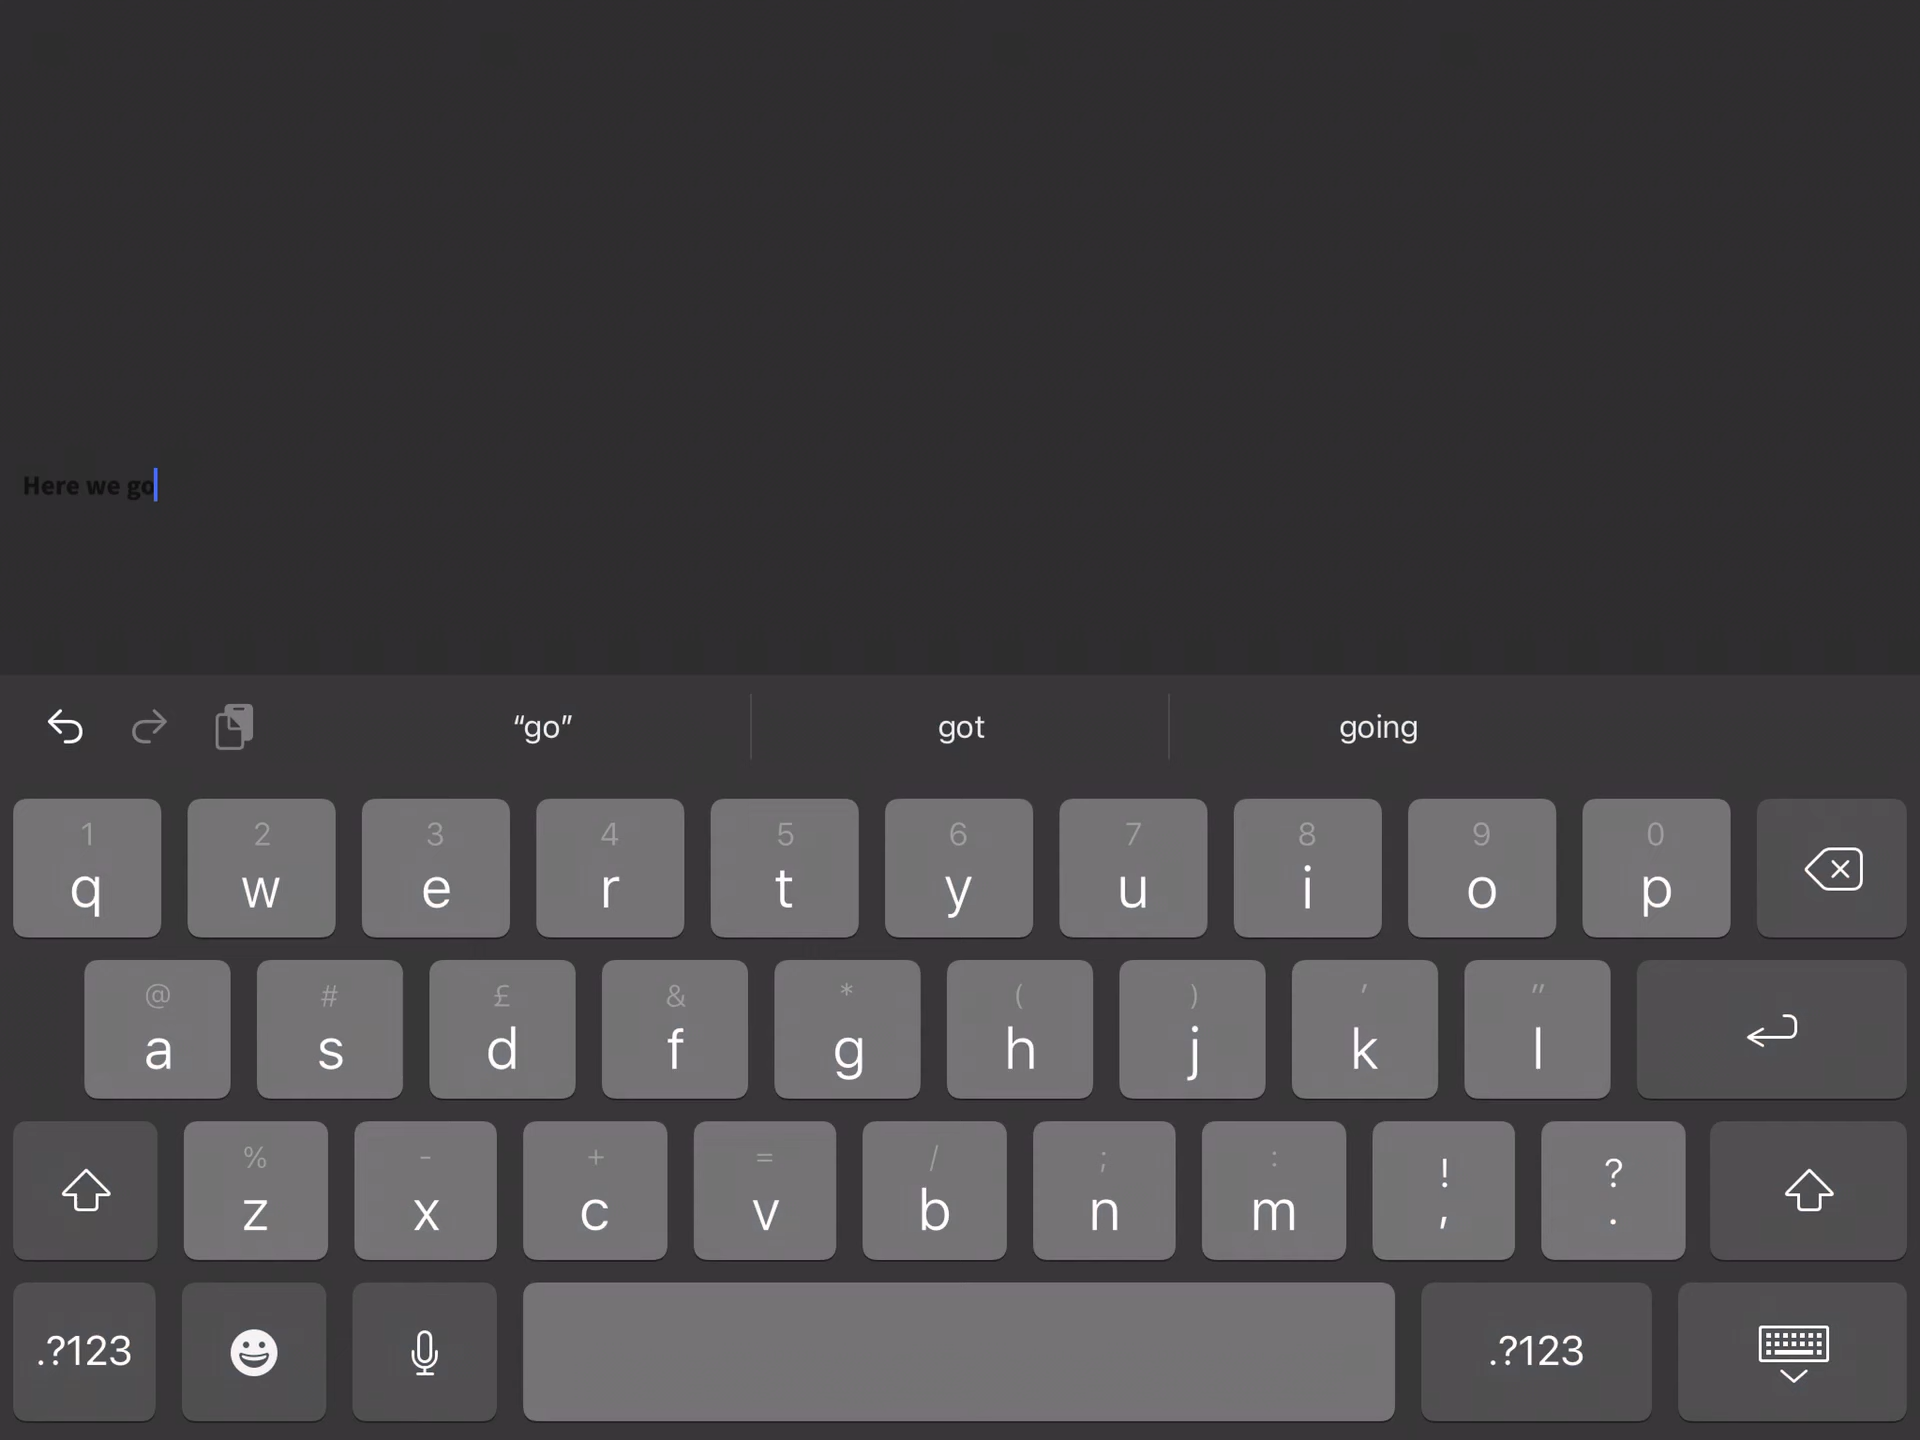 Here we go
“go” got going
1 2 3 4 5 6 7 8 9 0
q w e r t y u i o p
@ # £ & * ( ) ' "
a s d f g h j k l
% - + = / ; : ! ?
z x c v b n m , .
.?123 .?123